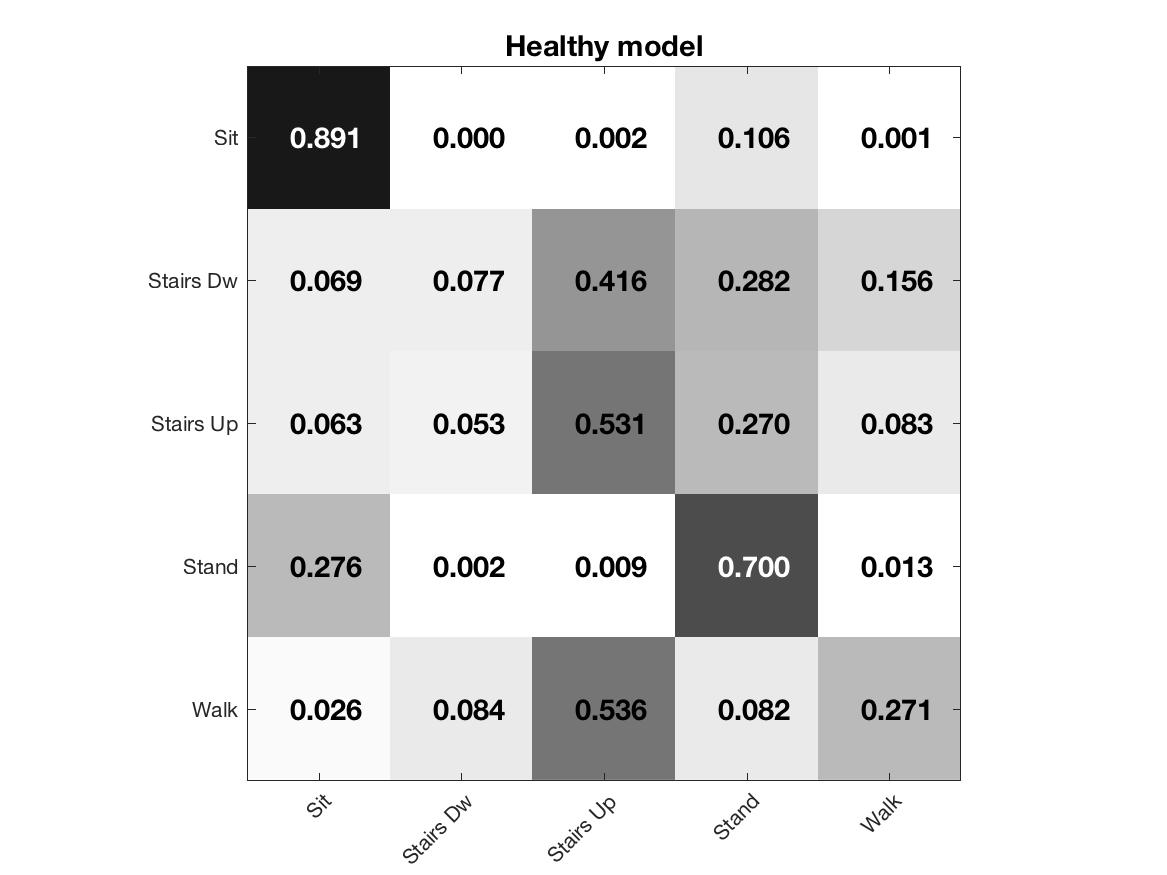 Healthy model
Sit 0.891 0.000 0.002 0.106 0.001
Stairs Dw 0.069 0.077 0.416 0.282 0.156
Stairs Up 0.063 0.053 0.531 0.270 0.083
Stand 0.276 0.002 0.009 0.700 0.013
Walk 0.026 0.084 0.536 0.082 0.271
Sit Stairs Dw Stairs Up Stand Walk